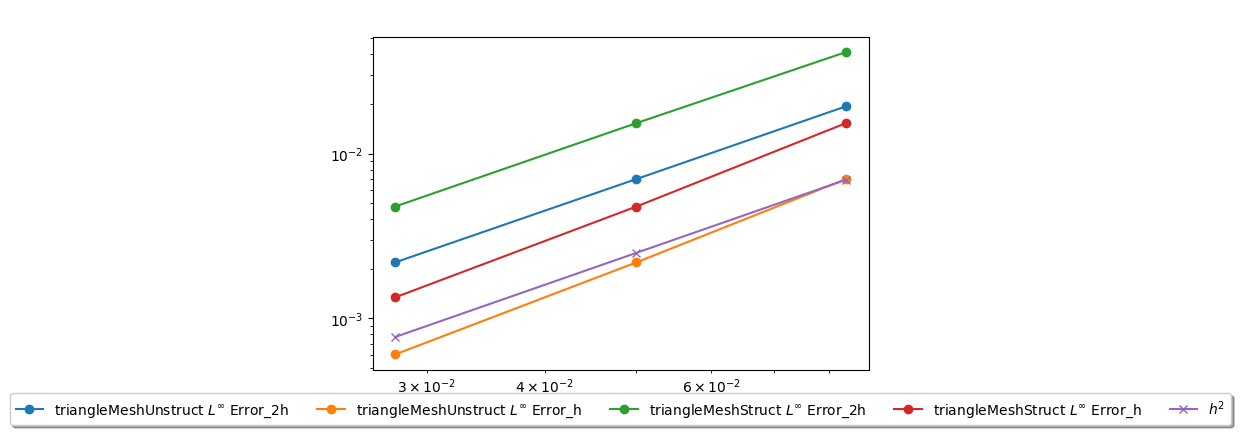 10⁻²
10⁻³
3 × 10⁻² 4 × 10⁻² 6 × 10⁻²
triangleMeshUnstruct L∞ Error_2h triangleMeshUnstruct L∞ Error_h triangleMeshStruct L∞ Error_2h triangleMeshStruct L∞ Error_h h²